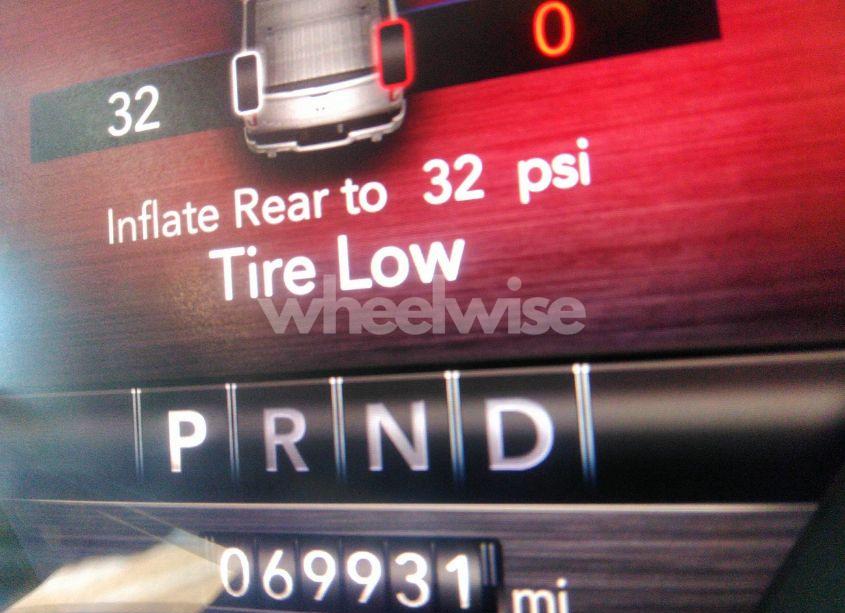 32 0
Inflate Rear to 32 psi
Tire Low
wheelwise
P R N D
069931 mi